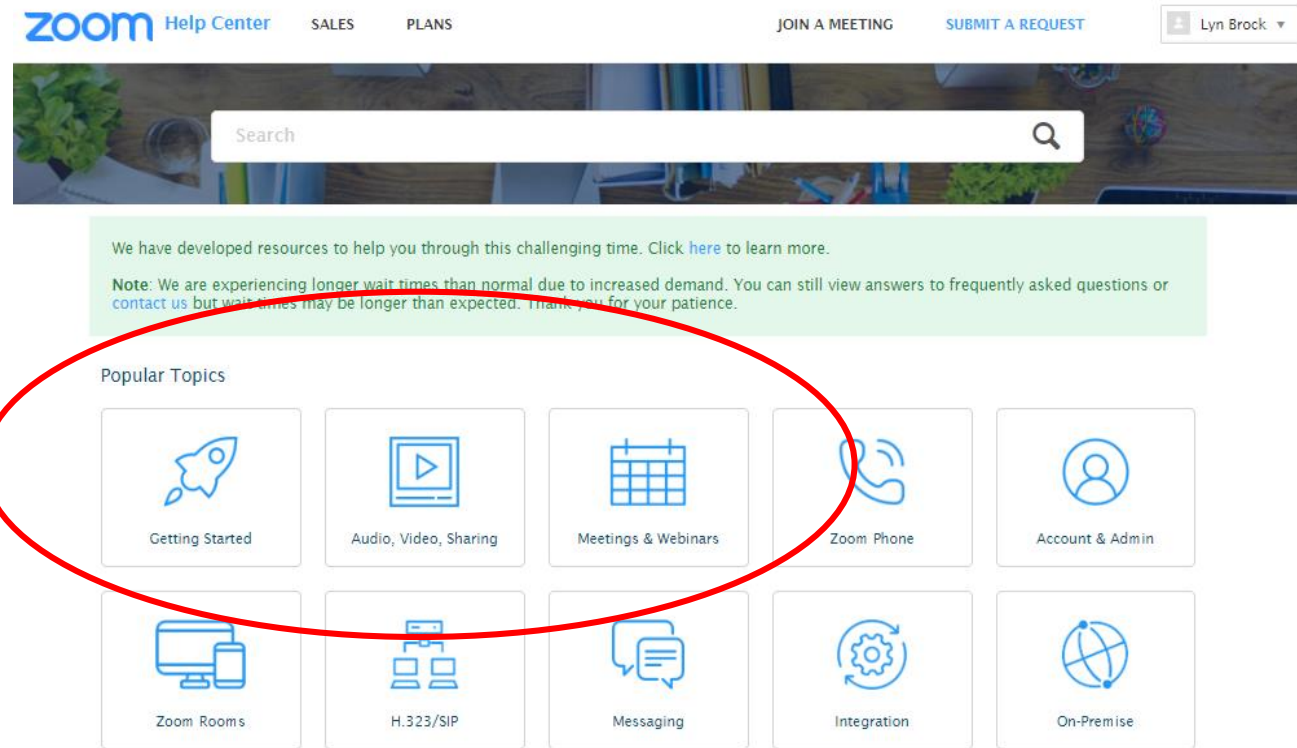 zoom Help Center SALES PLANS JOIN A MEETING SUBMIT A REQUEST Lyn Brock
Search
We have developed resources to help you through this challenging time. Click here to learn more.
Note: We are experiencing longer wait times than normal due to increased demand. You can still view answers to frequently asked questions or
contact us but wait times may be longer than expected. Thank you for your patience.
Popular Topics
Getting Started Audio, Video, Sharing Meetings & Webinars Zoom Phone Account & Admin
Zoom Rooms H.323/SIP Messaging Integration On-Premise